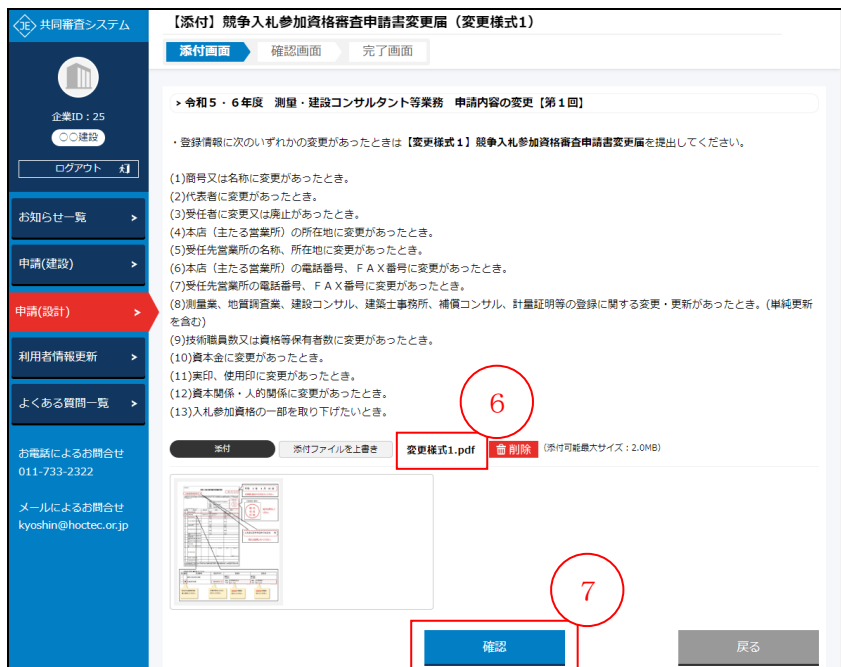 JE 共同審査システム
企業ID：25
〇〇建設
ログアウト
お知らせ一覧 >
申請(建設) >
申請(設計) >
利用者情報更新 >
よくある質問一覧 >
お電話によるお問合せ
011-733-2322
メールによるお問合せ
kyoshin@hoctec.or.jp
【添付】競争入札参加資格審査申請書変更届（変更様式1）
添付画面 確認画面 完了画面
> 令和５・６年度　測量・建設コンサルタント等業務　申請内容の変更【第１回】
・登録情報に次のいずれかの変更があったときは【変更様式１】競争入札参加資格審査申請書変更届を提出してください。
(1)商号又は名称に変更があったとき。
(2)代表者に変更があったとき。
(3)受任者に変更又は廃止があったとき。
(4)本店（主たる営業所）の所在地に変更があったとき。
(5)受任先営業所の名称、所在地に変更があったとき。
(6)本店（主たる営業所）の電話番号、ＦＡＸ番号に変更があったとき。
(7)受任先営業所の電話番号、ＦＡＸ番号に変更があったとき。
(8)測量業、地質調査業、建設コンサル、建築士事務所、補償コンサル、計量証明等の登録に関する変更・更新があったとき。(単純更新
を含む)
(9)技術職員数又は資格等保有者数に変更があったとき。
(10)資本金に変更があったとき。
(11)実印、使用印に変更があったとき。
(12)資本関係・人的関係に変更があったとき。
(13)入札参加資格の一部を取り下げたいとき。
6
添付 添付ファイルを上書き 変更様式1.pdf 削除 (添付可能最大サイズ：2.0MB)
7
確認 戻る